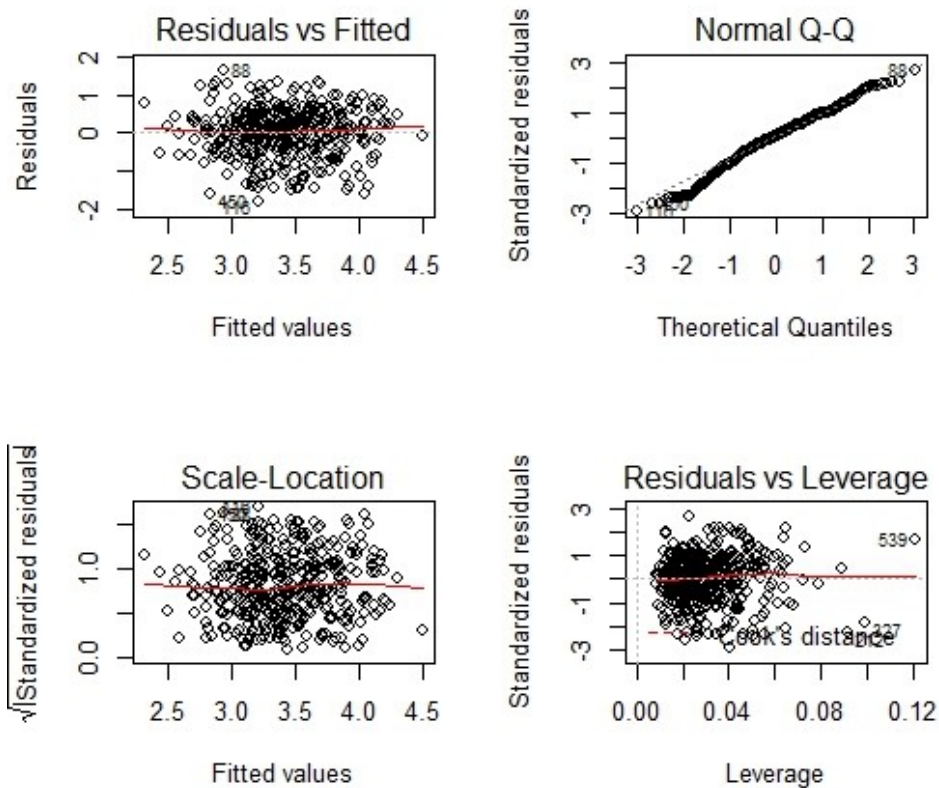 Residuals vs Fitted
Residuals
2
1
0
-2
88
450
2.5 3.0 3.5 4.0 4.5
Fitted values
Normal Q-Q
Standardized residuals
3
1
-1
-3
88
-3 -2 -1 0 1 2 3
Theoretical Quantiles
Scale-Location
√|Standardized residuals|
1.0
0.0
2.5 3.0 3.5 4.0 4.5
Fitted values
Residuals vs Leverage
Standardized residuals
3
1
-1
-3
539
Cook's distance
0.00 0.04 0.08 0.12
Leverage